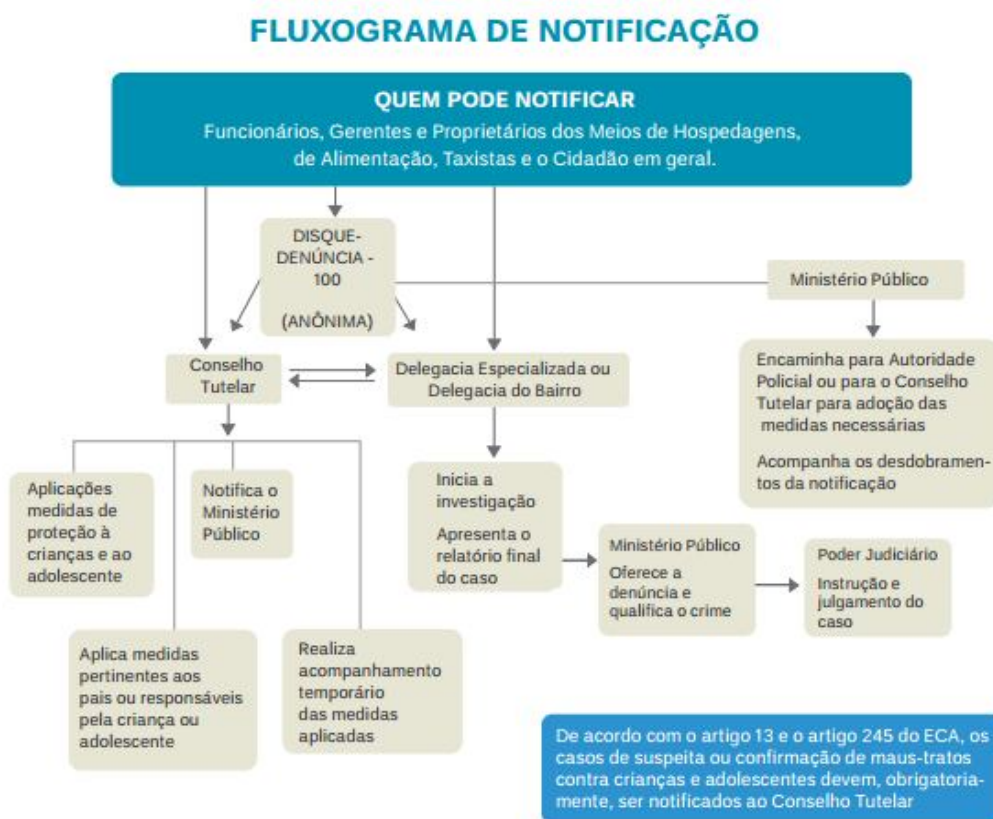 FLUXOGRAMA DE NOTIFICAÇÃO
QUEM PODE NOTIFICAR
Funcionários, Gerentes e Proprietários dos Meios de Hospedagens,
de Alimentação, Taxistas e o Cidadão em geral.
DISQUE-
DENÚNCIA -
100
(ANÔNIMA)
Ministério Público
Conselho
Tutelar
Delegacia Especializada ou
Delegacia do Bairro
Encaminha para Autoridade
Policial ou para o Conselho
Tutelar para adoção das
medidas necessárias
Acompanha os desdobramen-
tos da notificação
Aplicações
medidas de
proteção à
crianças e ao
adolescente
Notifica o
Ministério
Público
Inicia a
investigação
Apresenta o
relatório final
do caso
Ministério Público
Oferece a
denúncia e
qualifica o crime
Poder Judiciário
Instrução e
julgamento do
caso
Aplica medidas
pertinentes aos
pais ou responsáveis
pela criança ou
adolescente
Realiza
acompanhamento
temporário
das medidas
aplicadas
De acordo com o artigo 13 e o artigo 245 do ECA, os
casos de suspeita ou confirmação de maus-tratos
contra crianças e adolescentes devem, obrigatoria-
mente, ser notificados ao Conselho Tutelar